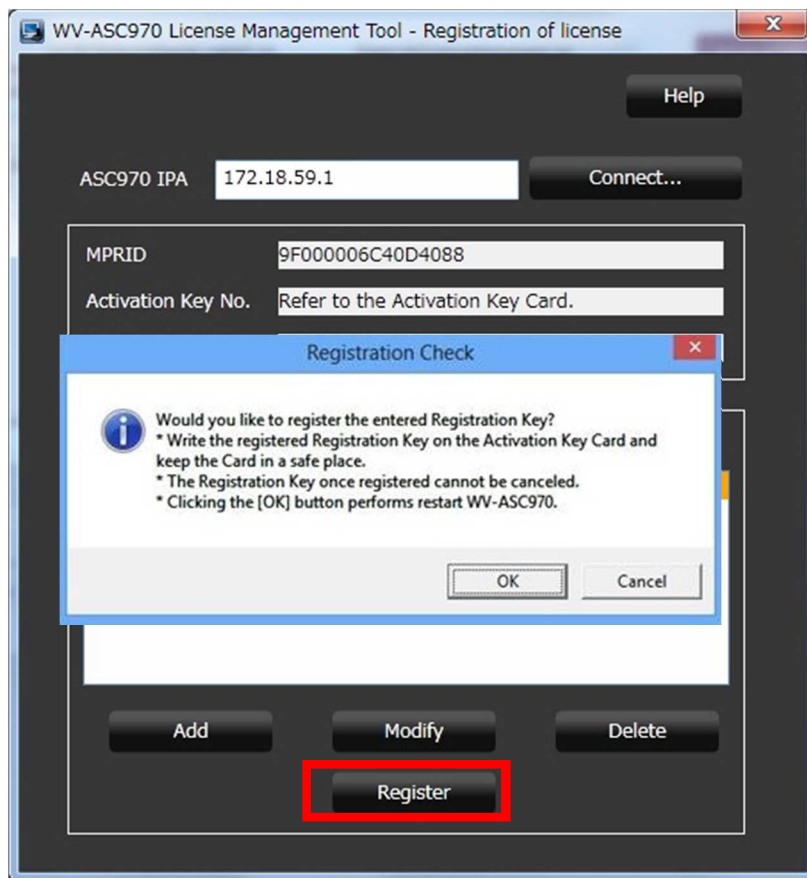 WV-ASC970 License Management Tool - Registration of license
Help
ASC970 IPA 172.18.59.1 Connect...
MPRID 9F000006C40D4088
Activation Key No. Refer to the Activation Key Card.
Registration Check
Would you like to register the entered Registration Key?
* Write the registered Registration Key on the Activation Key Card and
keep the Card in a safe place.
* The Registration Key once registered cannot be canceled.
* Clicking the [OK] button performs restart WV-ASC970.
OK Cancel
Add Modify Delete
Register